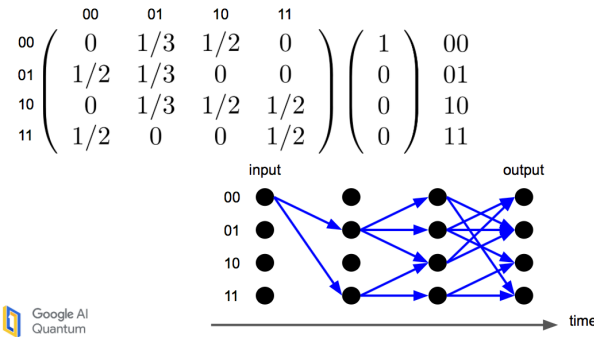 00 01 10 11
00 0 1/3 1/2 0 1 00
01 1/2 1/3 0 0 0 01
10 0 1/3 1/2 1/2 0 10
11 1/2 0 0 1/2 0 11
input output
00
01
10
11
Google AI
Quantum
time